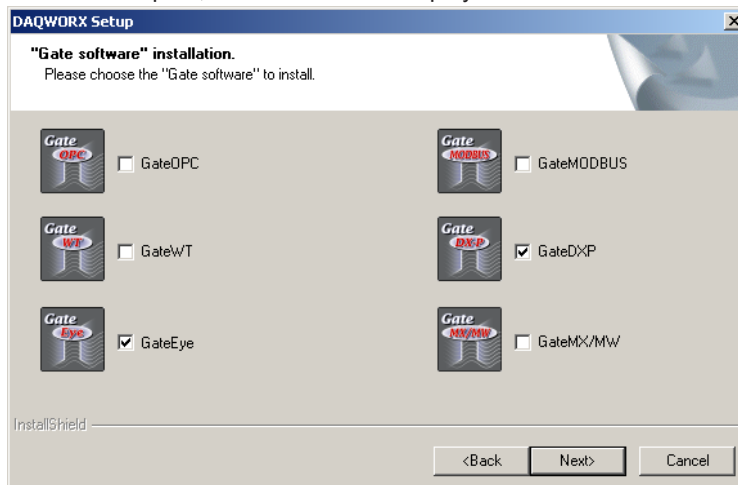 DAQWORX Setup
"Gate software" installation.
Please choose the "Gate software" to install.
Gate
OPC
GateOPC
Gate
MODBUS
GateMODBUS
Gate
WT
GateWT
Gate
DX-P
GateDXP
Gate
Eye
GateEye
Gate
MX/MW
GateMX/MW
InstallShield
<Back
Next>
Cancel